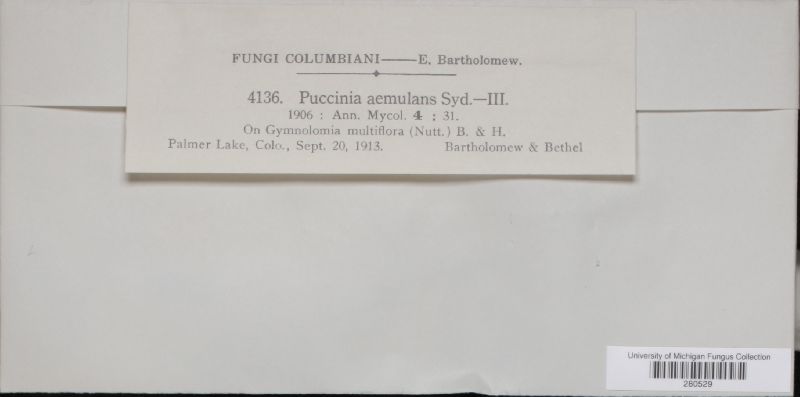 FUNGI COLUMBIANI——E. Bartholomew.
4136. Puccinia aemulans Syd.—III.
1906 : Ann. Mycol. 4 : 31.
On Gymnolomia multiflora (Nutt.) B. & H.
Palmer Lake, Colo., Sept. 20, 1913. Bartholomew & Bethel
University of Michigan Fungus Collection
280529